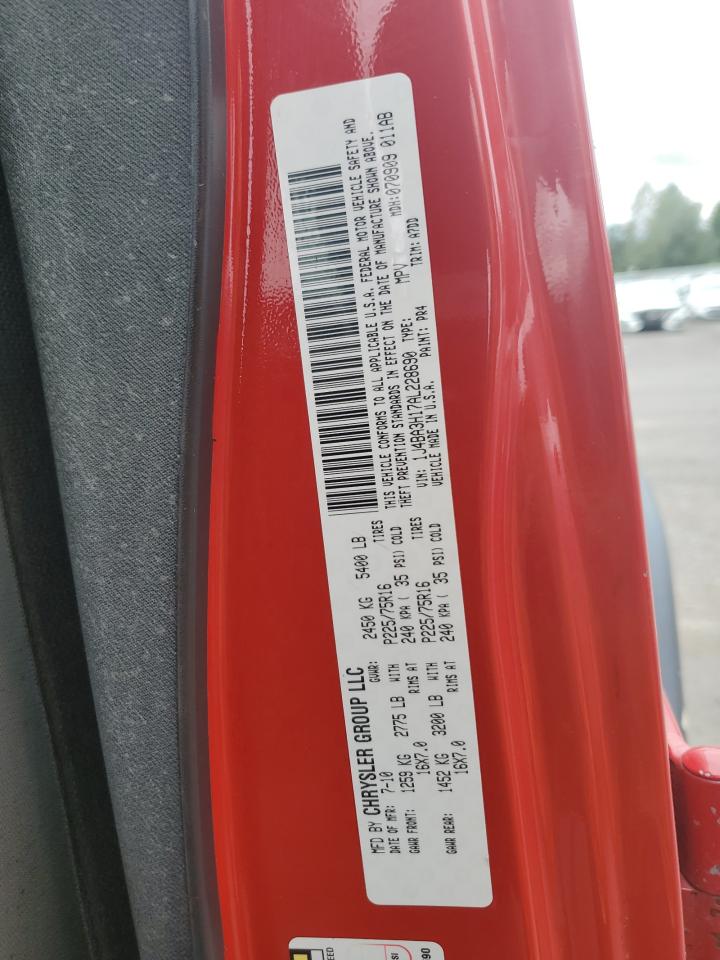 MFD BY CHRYSLER GROUP LLC
DATE OF MFR: 7-10 GVWR: 2450 KG 5400 LB
GAWR FRONT: 1259 KG 2775 LB WITH P225/75R16 TIRES
16X7.0 RIMS AT 240 KPA ( 35 PSI) COLD
GAWR REAR: 1452 KG 3200 LB WITH P225/75R16 TIRES
16X7.0 RIMS AT 240 KPA ( 35 PSI) COLD
THIS VEHICLE CONFORMS TO ALL APPLICABLE U.S.A. FEDERAL MOTOR VEHICLE SAFETY AND
THEFT PREVENTION STANDARDS IN EFFECT ON THE DATE OF MANUFACTURE SHOWN ABOVE.
VIN: 1J4BA3H17AL228690 TYPE: MPV MDH:070909 011AB
VEHICLE MADE IN U.S.A. PAINT: PR4 TRIM: A7DD